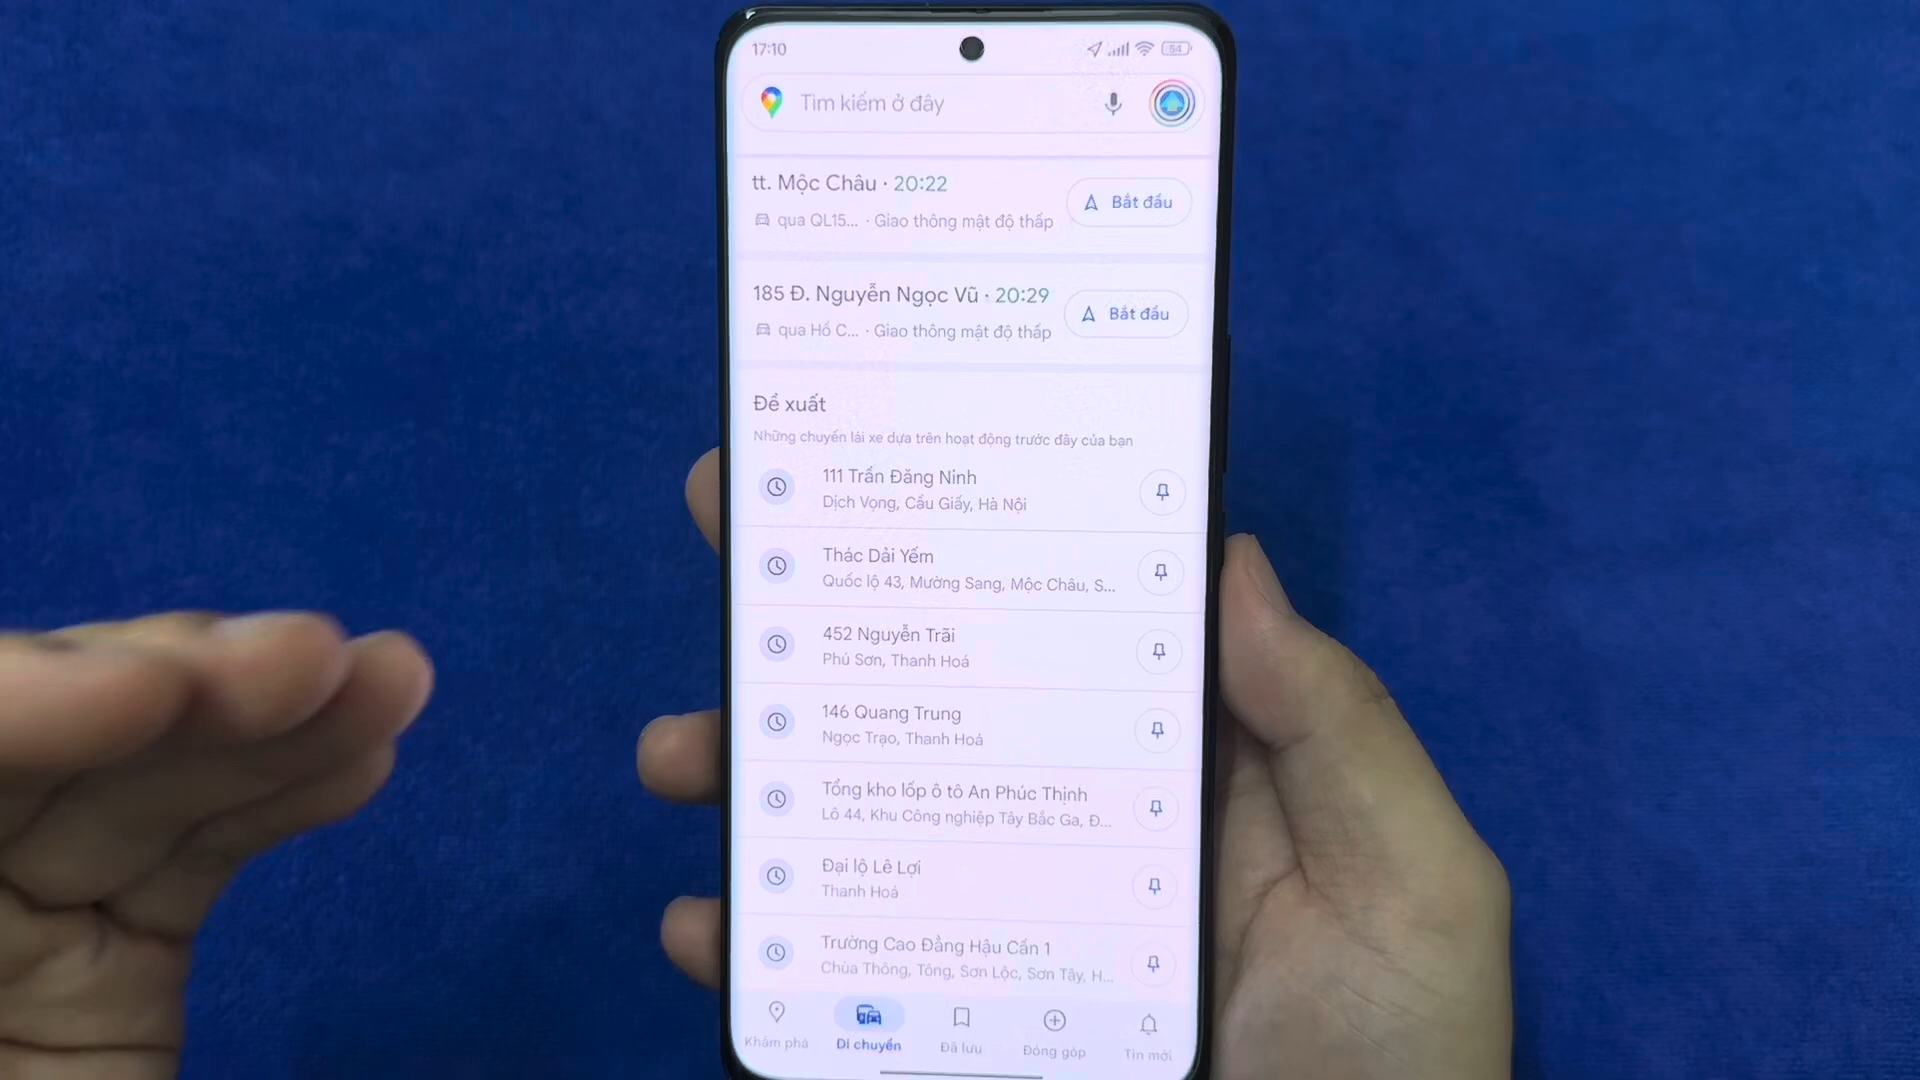 17:10
54
Tìm kiếm ở đây
tt. Mộc Châu · 20:22
qua QL15... · Giao thông mật độ thấp
Bắt đầu
185 Đ. Nguyễn Ngọc Vũ · 20:29
qua Hồ C... · Giao thông mật độ thấp
Bắt đầu
Đề xuất
Những chuyến lái xe dựa trên hoạt động trước đây của bạn
111 Trần Đăng Ninh
Dịch Vọng, Cầu Giấy, Hà Nội
Thác Dải Yếm
Quốc lộ 43, Mường Sang, Mộc Châu, S...
452 Nguyễn Trãi
Phú Sơn, Thanh Hoá
146 Quang Trung
Ngọc Trạo, Thanh Hoá
Tổng kho lốp ô tô An Phúc Thịnh
Lô 44, Khu Công nghiệp Tây Bắc Ga, Đ...
Đại lộ Lê Lợi
Thanh Hoá
Trường Cao Đẳng Hậu Cần 1
Chùa Thông, Tông, Sơn Lộc, Sơn Tây, H...
Khám phá
Di chuyển
Đã lưu
Đóng góp
Tin mới